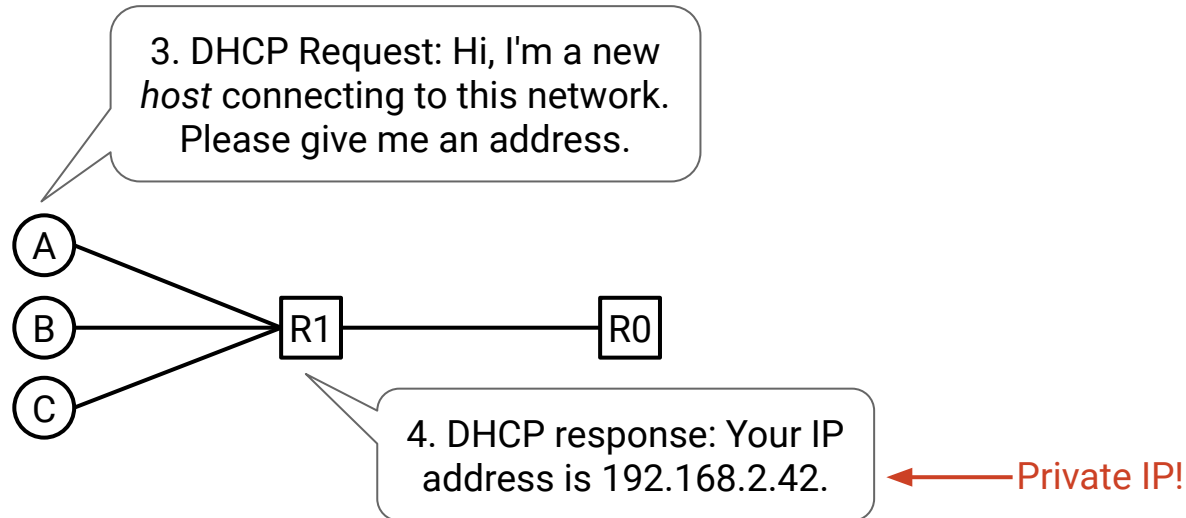 3. DHCP Request: Hi, I'm a new
host connecting to this network.
Please give me an address.
A
B
R1
R0
C
4. DHCP response: Your IP
address is 192.168.2.42.
Private IP!